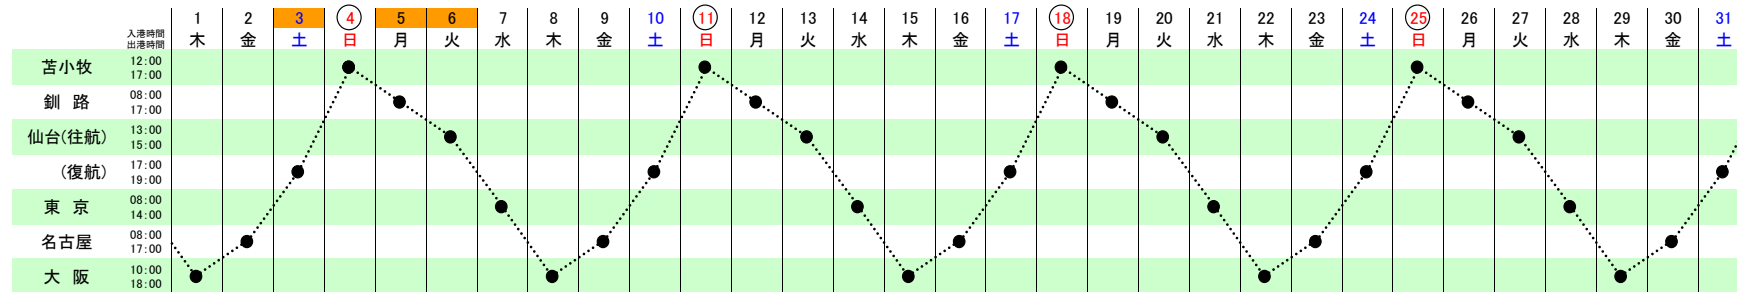 1 2 3 4 5 6 7 8 9 10 11 12 13 14 15 16 17 18 19 20 21 22 23 24 25 26 27 28 29 30 31
入港時間
出港時間
木 金 土 日 月 火 水 木 金 土 日 月 火 水 木 金 土 日 月 火 水 木 金 土 日 月 火 水 木 金 土
苫小牧 12:00
17:00
釧 路 08:00
17:00
仙台(往航) 13:00
15:00
(復航) 17:00
19:00
東 京 08:00
14:00
名古屋 08:00
17:00
大 阪 10:00
18:00